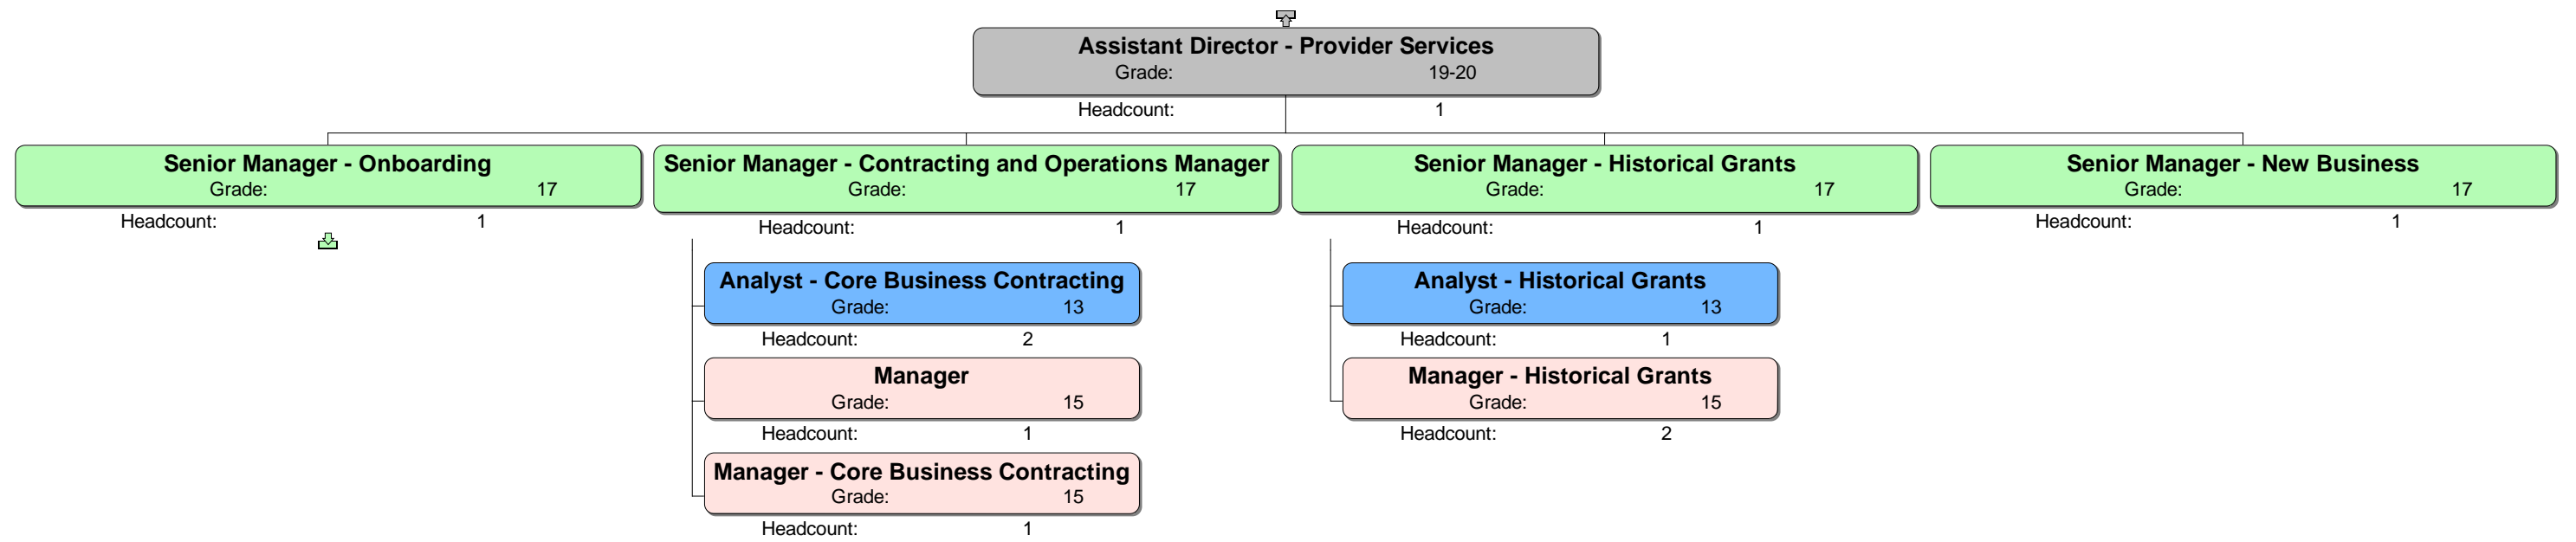 Assistant Director - Provider Services
Grade: 19-20
Headcount: 1
Senior Manager - Onboarding
Grade: 17
Headcount: 1
Senior Manager - Contracting and Operations Manager
Grade: 17
Headcount: 1
Analyst - Core Business Contracting
Grade: 13
Headcount: 2
Manager
Grade: 15
Headcount: 1
Manager - Core Business Contracting
Grade: 15
Headcount: 1
Senior Manager - Historical Grants
Grade: 17
Headcount: 1
Analyst - Historical Grants
Grade: 13
Headcount: 1
Manager - Historical Grants
Grade: 15
Headcount: 2
Senior Manager - New Business
Grade: 17
Headcount: 1